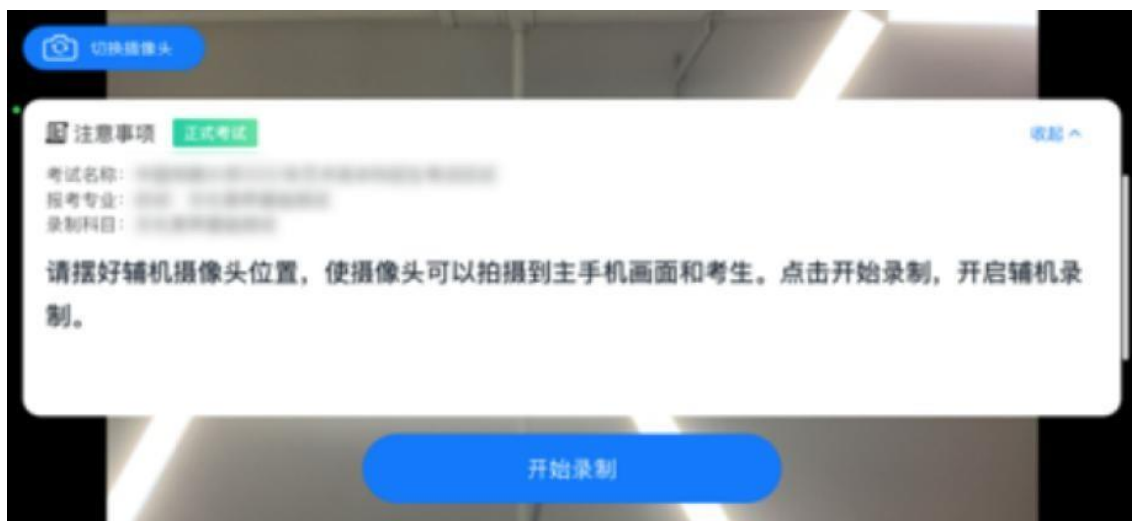 切换摄像头
注意事项 正式考试 收起
考试名称：
报考专业：
录制科目：
请摆好辅机摄像头位置，使摄像头可以拍摄到主手机画面和考生。点击开始录制，开启辅机录
制。
开始录制